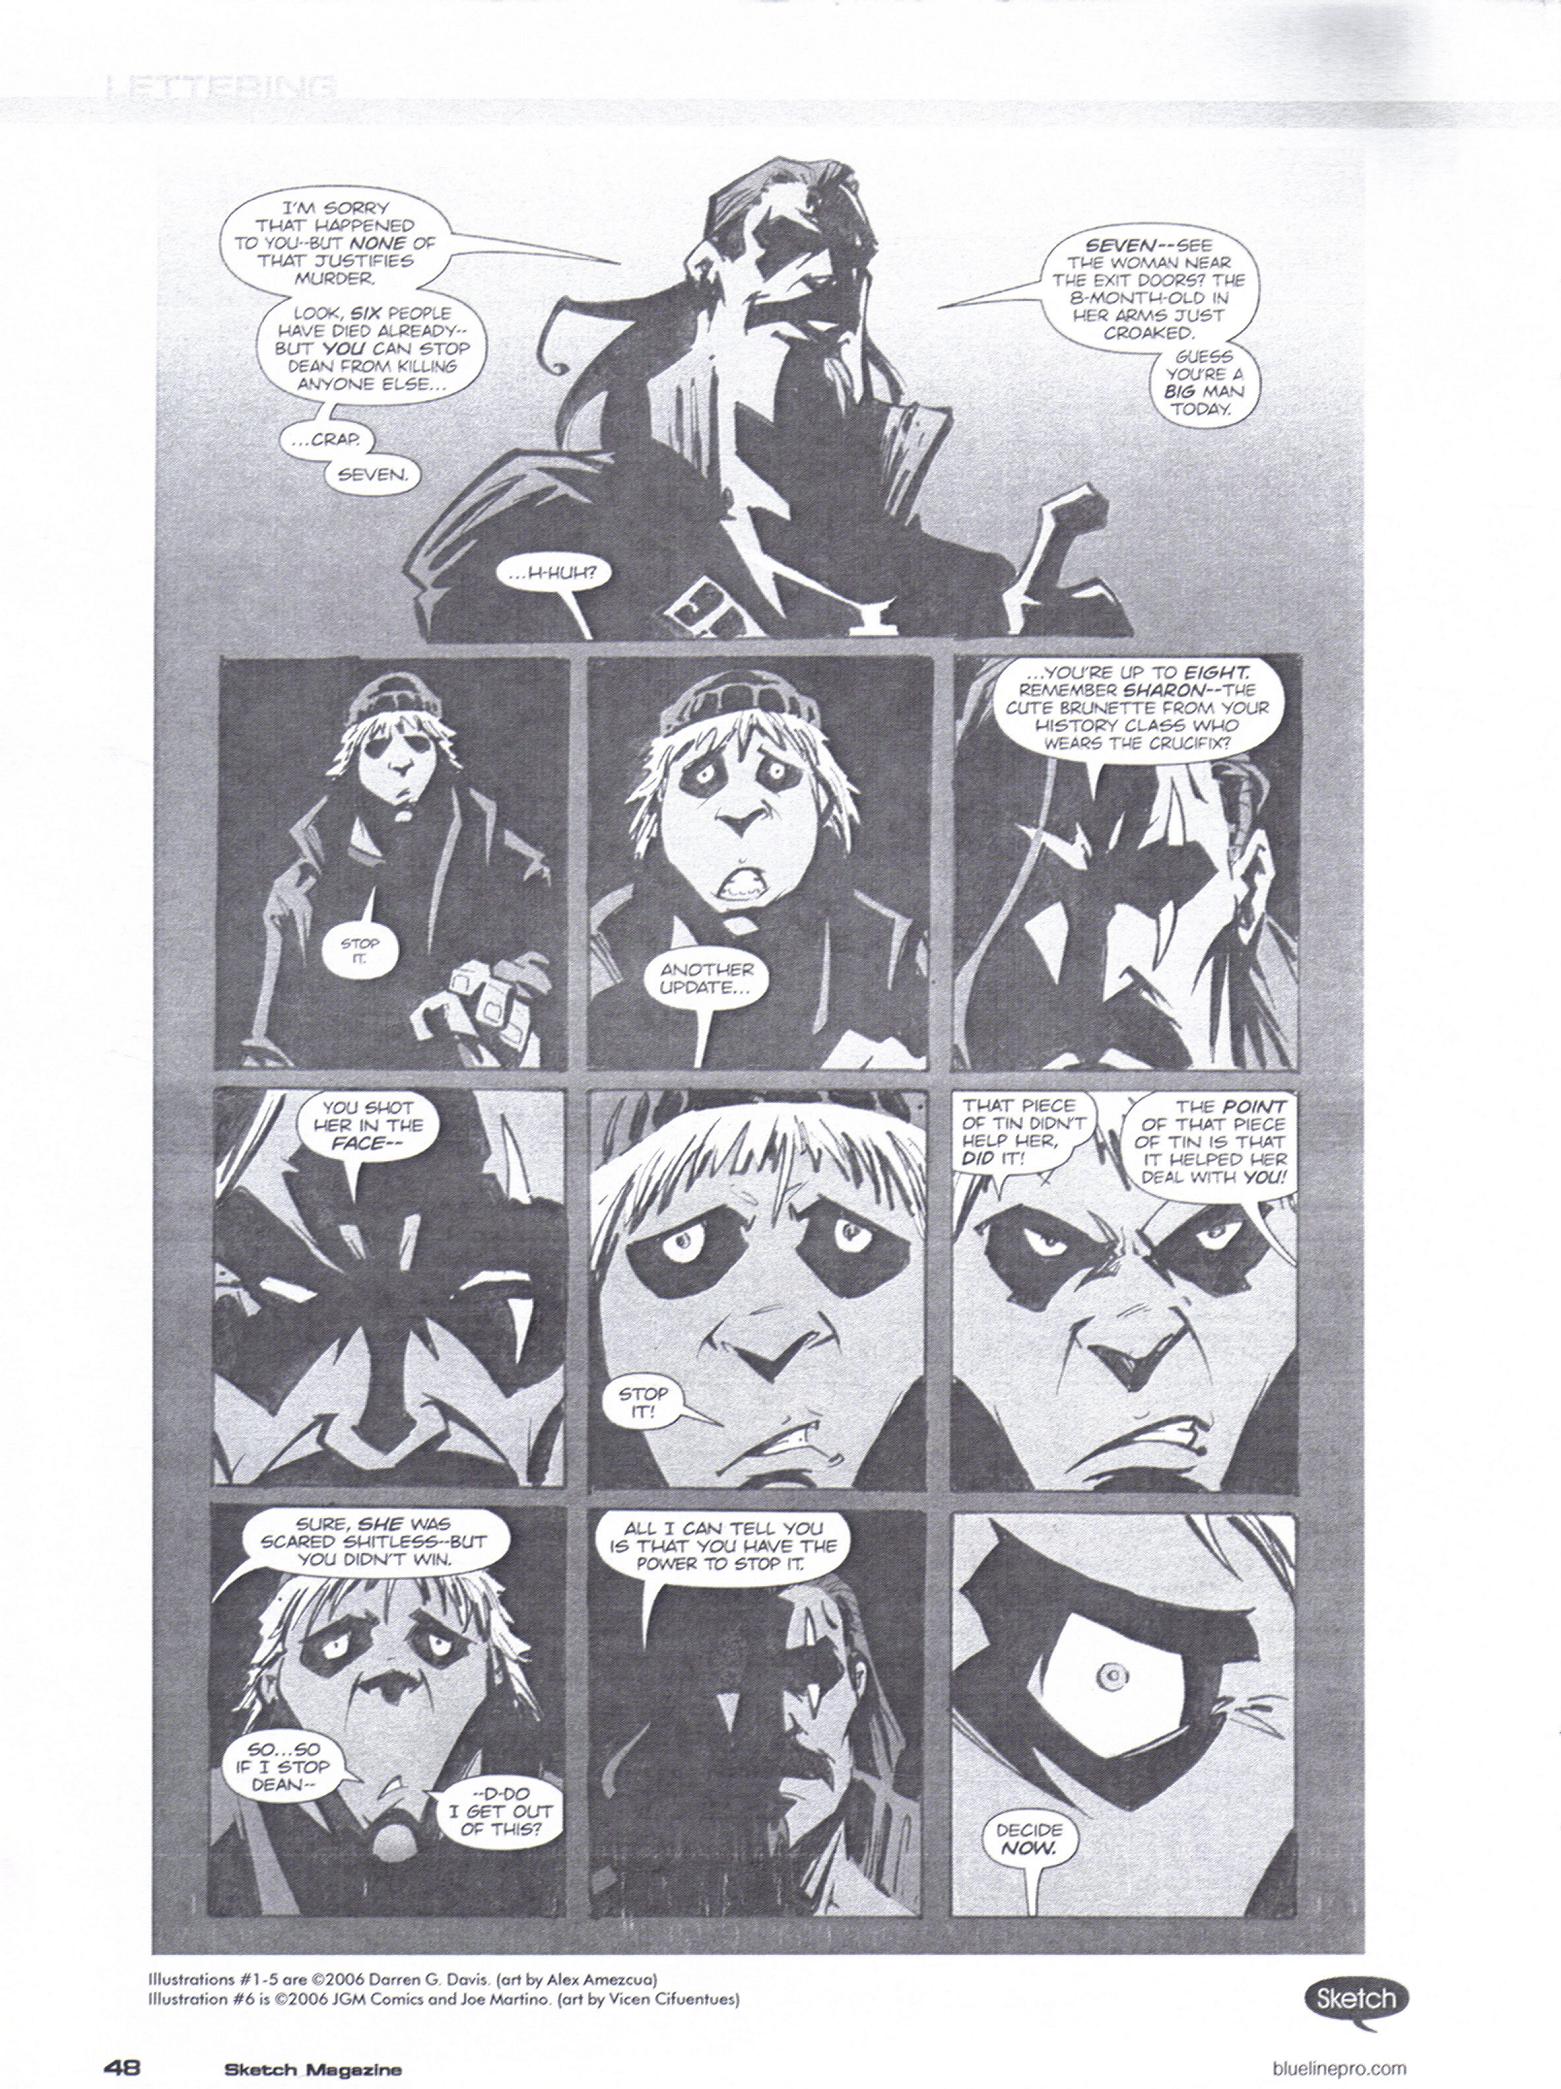 LETTERING
I'M SORRY
THAT HAPPENED
TO YOU--BUT NONE OF
THAT JUSTIFIES
MURDER.
LOOK, SIX PEOPLE
HAVE DIED ALREADY--
BUT YOU CAN STOP
DEAN FROM KILLING
ANYONE ELSE...
...CRAP.
SEVEN.
SEVEN--SEE
THE WOMAN NEAR
THE EXIT DOORS? THE
8-MONTH-OLD IN
HER ARMS JUST
CROAKED.
GUESS
YOU'RE A
BIG MAN
TODAY.
...H-HUH?
STOP
IT.
ANOTHER
UPDATE...
...YOU'RE UP TO EIGHT.
REMEMBER SHARON--THE
CUTE BRUNETTE FROM YOUR
HISTORY CLASS WHO
WEARS THE CRUCIFIX?
YOU SHOT
HER IN THE
FACE--
STOP
IT!
THAT PIECE
OF TIN DIDN'T
HELP HER,
DID IT!
THE POINT
OF THAT PIECE
OF TIN IS THAT
IT HELPED HER
DEAL WITH YOU!
SURE, SHE WAS
SCARED SHITLESS--BUT
YOU DIDN'T WIN.
SO...SO
IF I STOP
DEAN--
--D-DO
I GET OUT
OF THIS?
ALL I CAN TELL YOU
IS THAT YOU HAVE THE
POWER TO STOP IT.
DECIDE
NOW.
Illustrations #1-5 are ©2006 Darren G. Davis. (art by Alex Amezcua)
Illustration #6 is ©2006 JGM Comics and Joe Martino. (art by Vicen Cifuentues)
Sketch
48 Sketch Magazine
bluelinepro.com